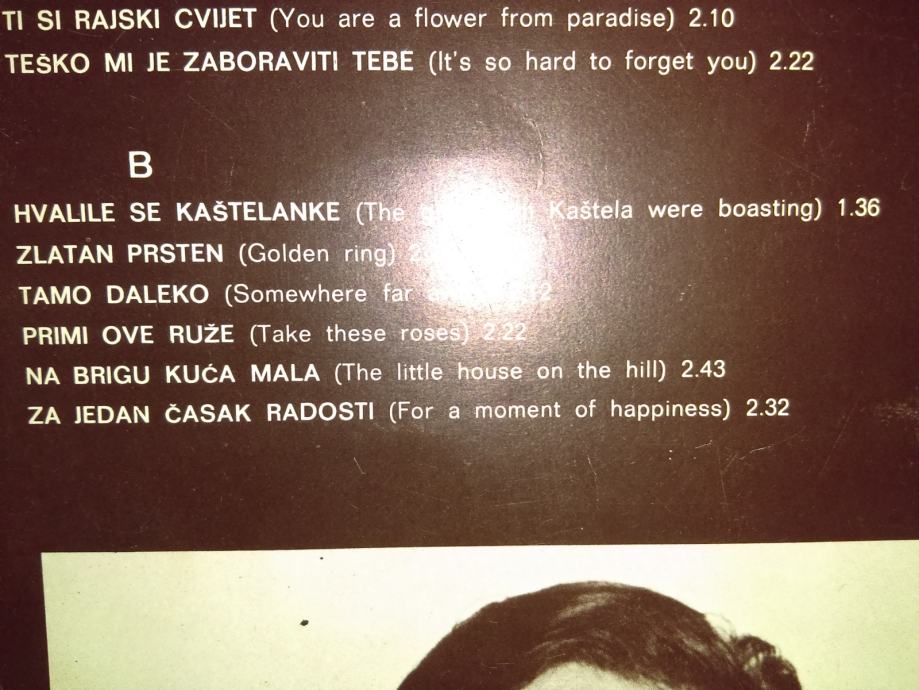 TI SI RAJSKI CVIJET (You are a flower from paradise) 2.10
TEŠKO MI JE ZABORAVITI TEBE (It's so hard to forget you) 2.22
B
HVALILE SE KAŠTELANKE (The Kaštela were boasting) 1.36
ZLATAN PRSTEN (Golden ring)
TAMO DALEKO (Somewhere far
PRIMI OVE RUŽE (Take these roses) 2.22
NA BRIGU KUĆA MALA (The little house on the hill) 2.43
ZA JEDAN ČASAK RADOSTI (For a moment of happiness) 2.32